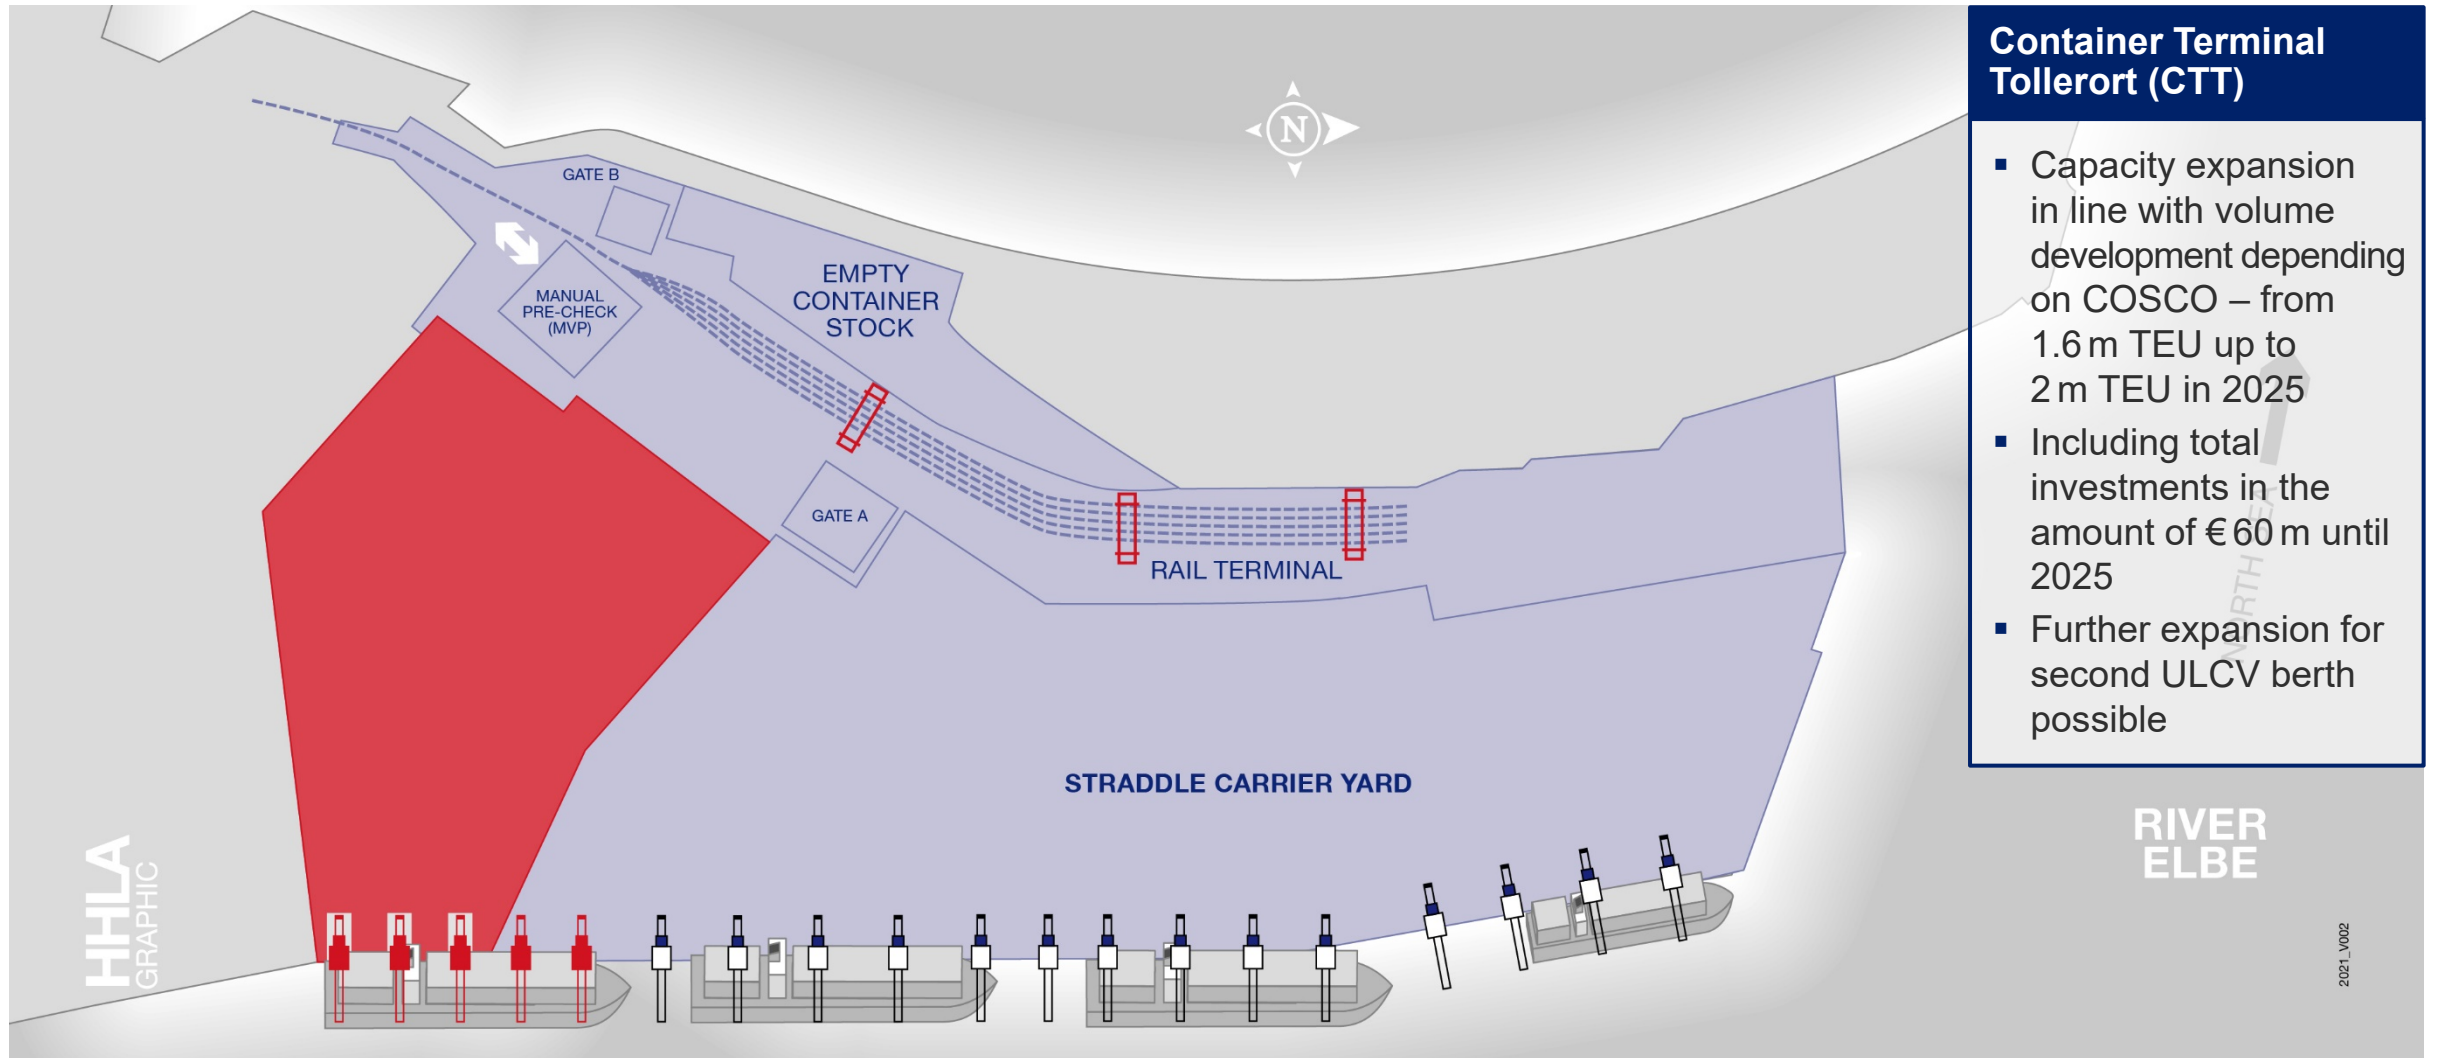 Container Terminal
Tollerort (CTT)
▪ Capacity expansion
in line with volume
development depending
on COSCO – from
1.6 m TEU up to
2 m TEU in 2025
▪ Including total
investments in the
amount of € 60 m until
2025
▪ Further expansion for
second ULCV berth
possible
N
GATE B
EMPTY
CONTAINER
STOCK
MANUAL
PRE-CHECK
(MVP)
GATE A
RAIL TERMINAL
STRADDLE CARRIER YARD
NORTH SEA
RIVER
ELBE
HHLA
GRAPHIC
2021_V002